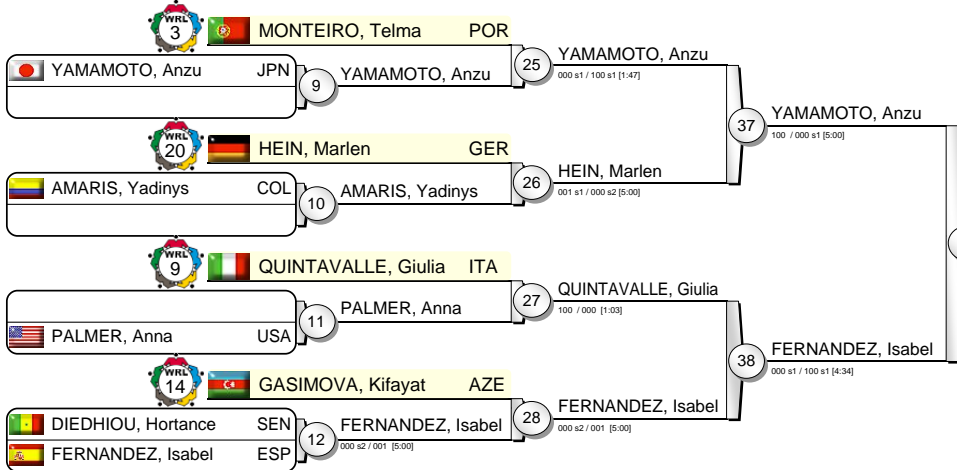 WRL
3
MONTEIRO, Telma POR
YAMAMOTO, Anzu JPN
9
YAMAMOTO, Anzu
25
YAMAMOTO, Anzu
000 s1 / 100 s1 [1:47]
WRL
20
HEIN, Marlen GER
AMARIS, Yadinys COL
10
AMARIS, Yadinys
26
HEIN, Marlen
001 s1 / 000 s2 [5:00]
37
YAMAMOTO, Anzu
100 / 000 s1 [5:00]
WRL
9
QUINTAVALLE, Giulia ITA
PALMER, Anna USA
11
PALMER, Anna
27
QUINTAVALLE, Giulia
100 / 000 [1:03]
WRL
14
GASIMOVA, Kifayat AZE
DIEDHIOU, Hortance SEN
FERNANDEZ, Isabel ESP
12
FERNANDEZ, Isabel
000 s2 / 001 [5:00]
28
FERNANDEZ, Isabel
000 s2 / 001 [5:00]
38
FERNANDEZ, Isabel
000 s1 / 100 s1 [4:34]